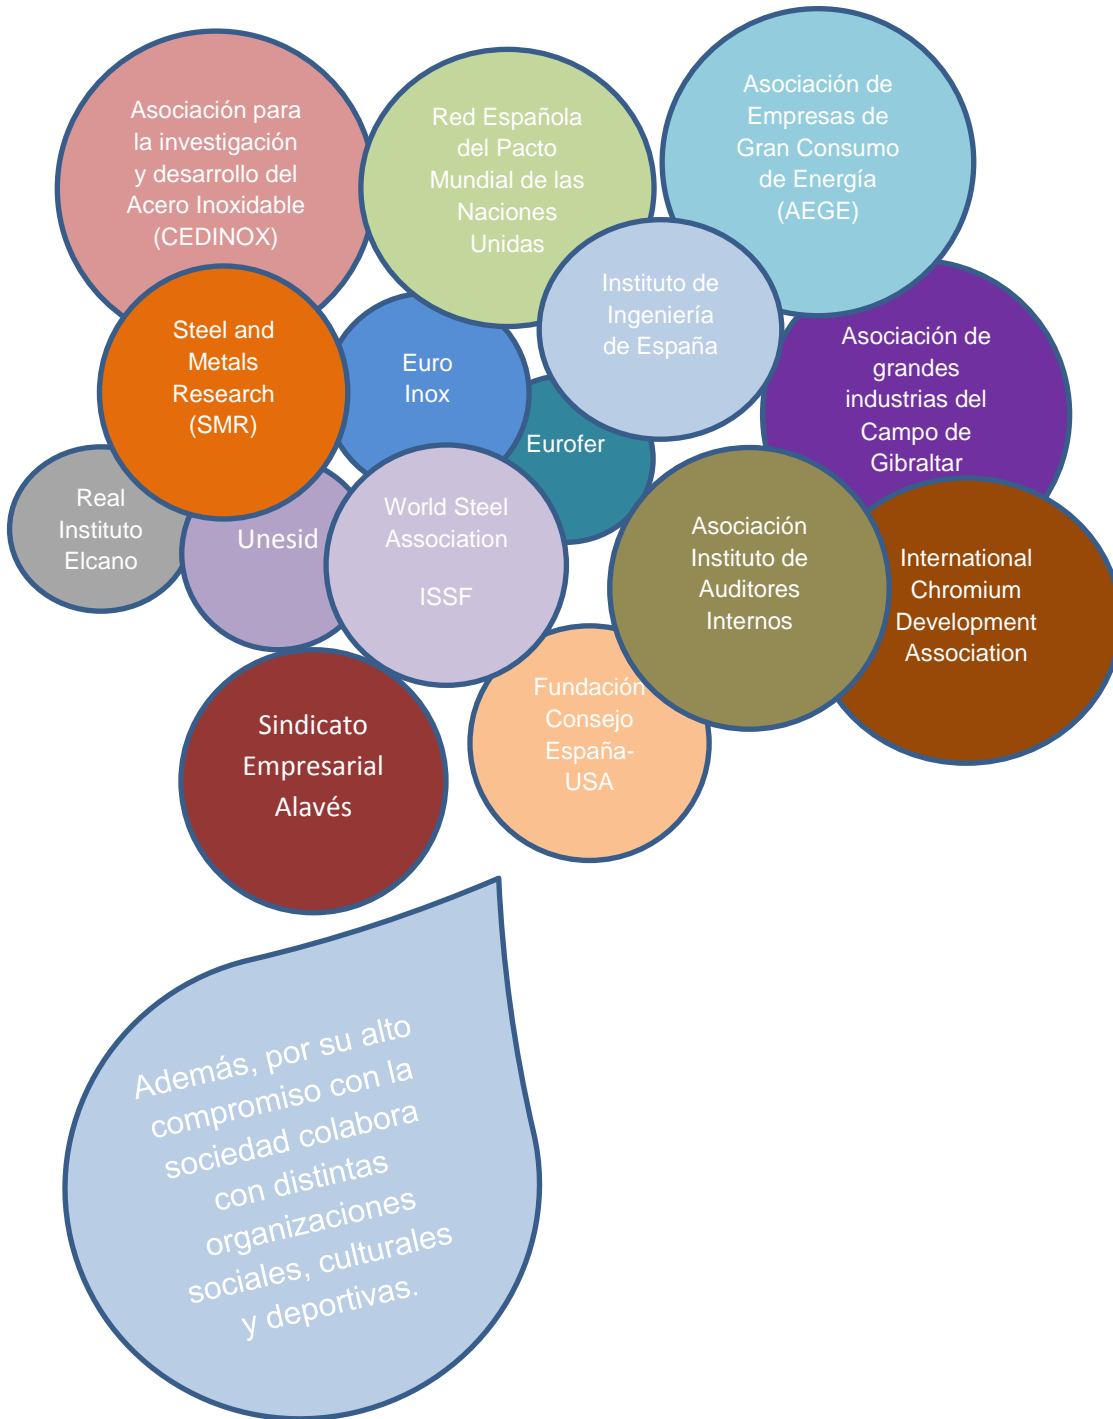 Asociación para
la investigación
y desarrollo del
Acero Inoxidable
(CEDINOX)
Red Española
del Pacto
Mundial de las
Naciones
Unidas
Asociación de
Empresas de
Gran Consumo
de Energía
(AEGE)
Steel and
Metals
Research
(SMR)
Euro
Inox
Instituto de
Ingeniería
de España
Asociación de
grandes
industrias del
Campo de
Gibraltar
Eurofer
Real
Instituto
Elcano
Unesid
World Steel
Association
ISSF
Asociación
Instituto de
Auditores
Internos
International
Chromium
Development
Association
Sindicato
Empresarial
Alavés
Fundación
Consejo
España-
USA
Además, por su alto
compromiso con la
sociedad colabora
con distintas
organizaciones
sociales, culturales
y deportivas.